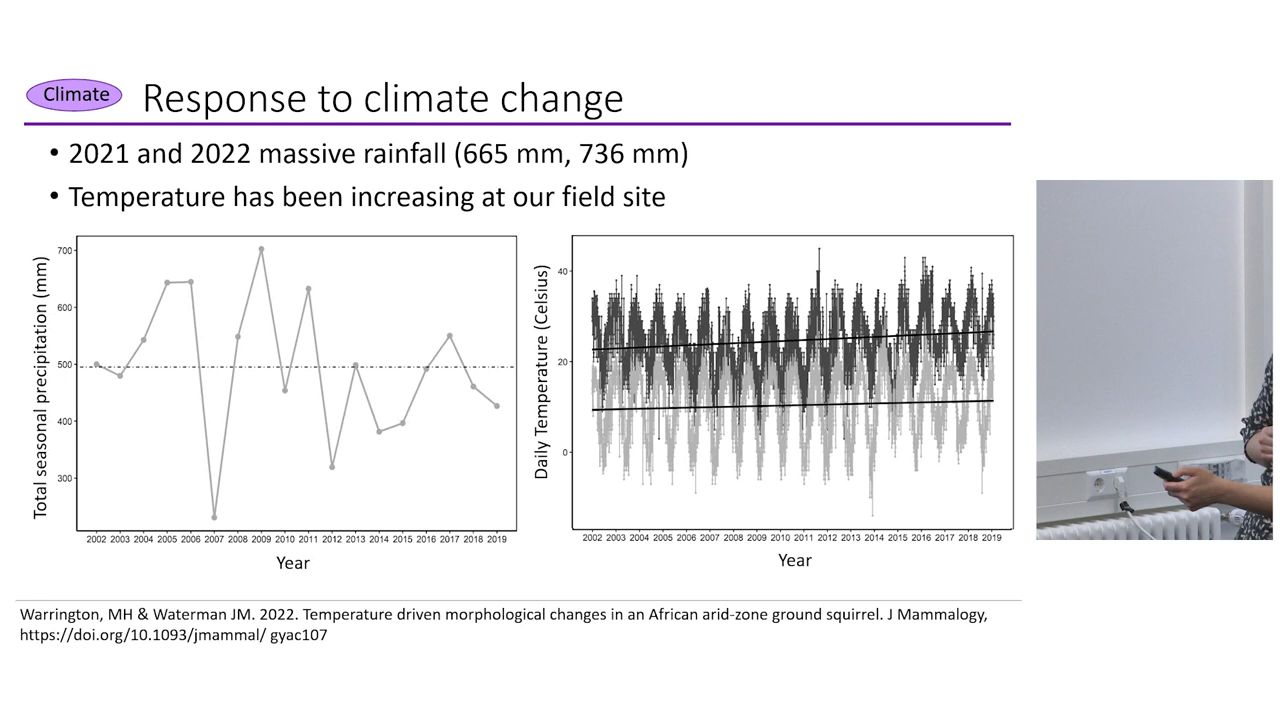 Climate
Response to climate change
• 2021 and 2022 massive rainfall (665 mm, 736 mm)
• Temperature has been increasing at our field site
Total seasonal precipitation (mm)
700
600
500
400
300
2002 2003 2004 2005 2006 2007 2008 2009 2010 2011 2012 2013 2014 2015 2016 2017 2018 2019
Year
Daily Temperature (Celsius)
40
20
0
2002 2003 2004 2005 2006 2007 2008 2009 2010 2011 2012 2013 2014 2015 2016 2017 2018 2019
Year
Warrington, MH & Waterman JM. 2022. Temperature driven morphological changes in an African arid-zone ground squirrel. J Mammalogy,
https://doi.org/10.1093/jmammal/ gyac107